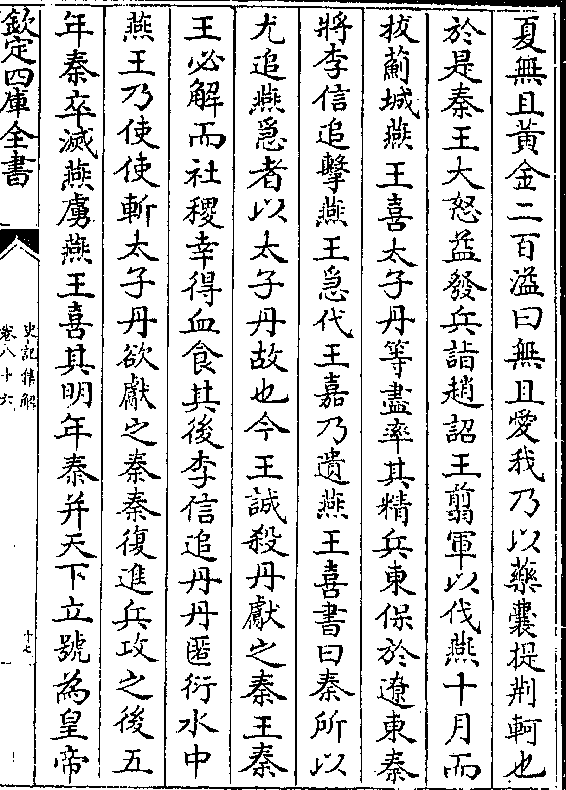 夏無且黃金二百溢曰無且愛我乃以藥囊提荆軻也
於是秦王大怒益發兵詣趙詔王翦軍以伐燕十月而
拔薊城燕王喜太子丹等盡率其精兵東保於遼東秦
將李信追擊燕王急代王嘉乃遺燕王喜書曰秦所以
尤追燕急者以太子丹故也今王誠殺丹獻之秦王秦
王必解而社稷幸得血食其後李信追丹丹匿衍水中
燕王乃使使斬太子丹欲獻之秦秦復進兵攻之後五
年秦卒滅燕虜燕王喜其明年秦并天下立號為皇帝
欽定四庫全書
史記集解
卷八十六
十七